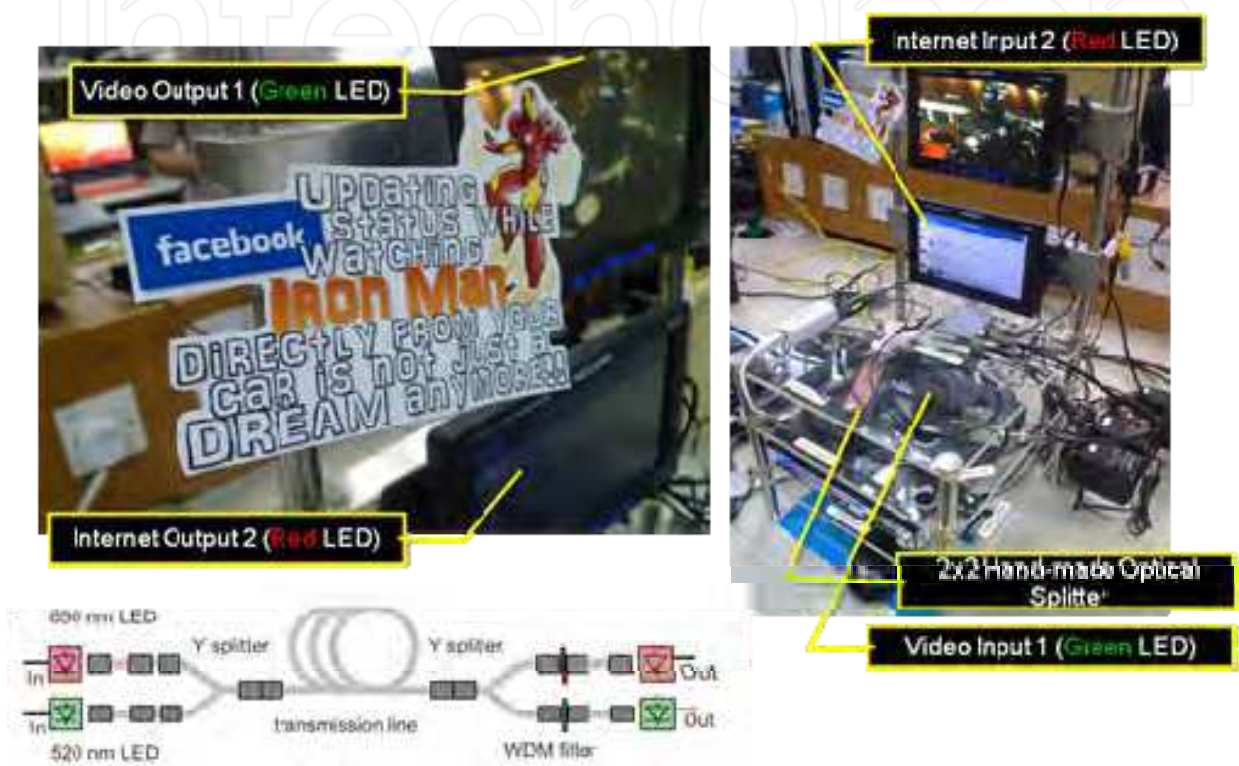 InTechOpen
Video Output 1 (Green LED)
Internet Input 2 (Red LED)
UPDating
facebook
Status WHILE
WATCHING
Iron Man
DiRECtLY FROM YOUR
CaR iS not JUST a
DREAM anyMORE!!
Internet Output 2 (Red LED)
2x2 Hand-made Optical
Splitter
Video Input 1 (Green LED)
650 nm LED
Y splitter
Y splitter
In
Out
transmission line
In
Out
520 nm LED
WDM filter